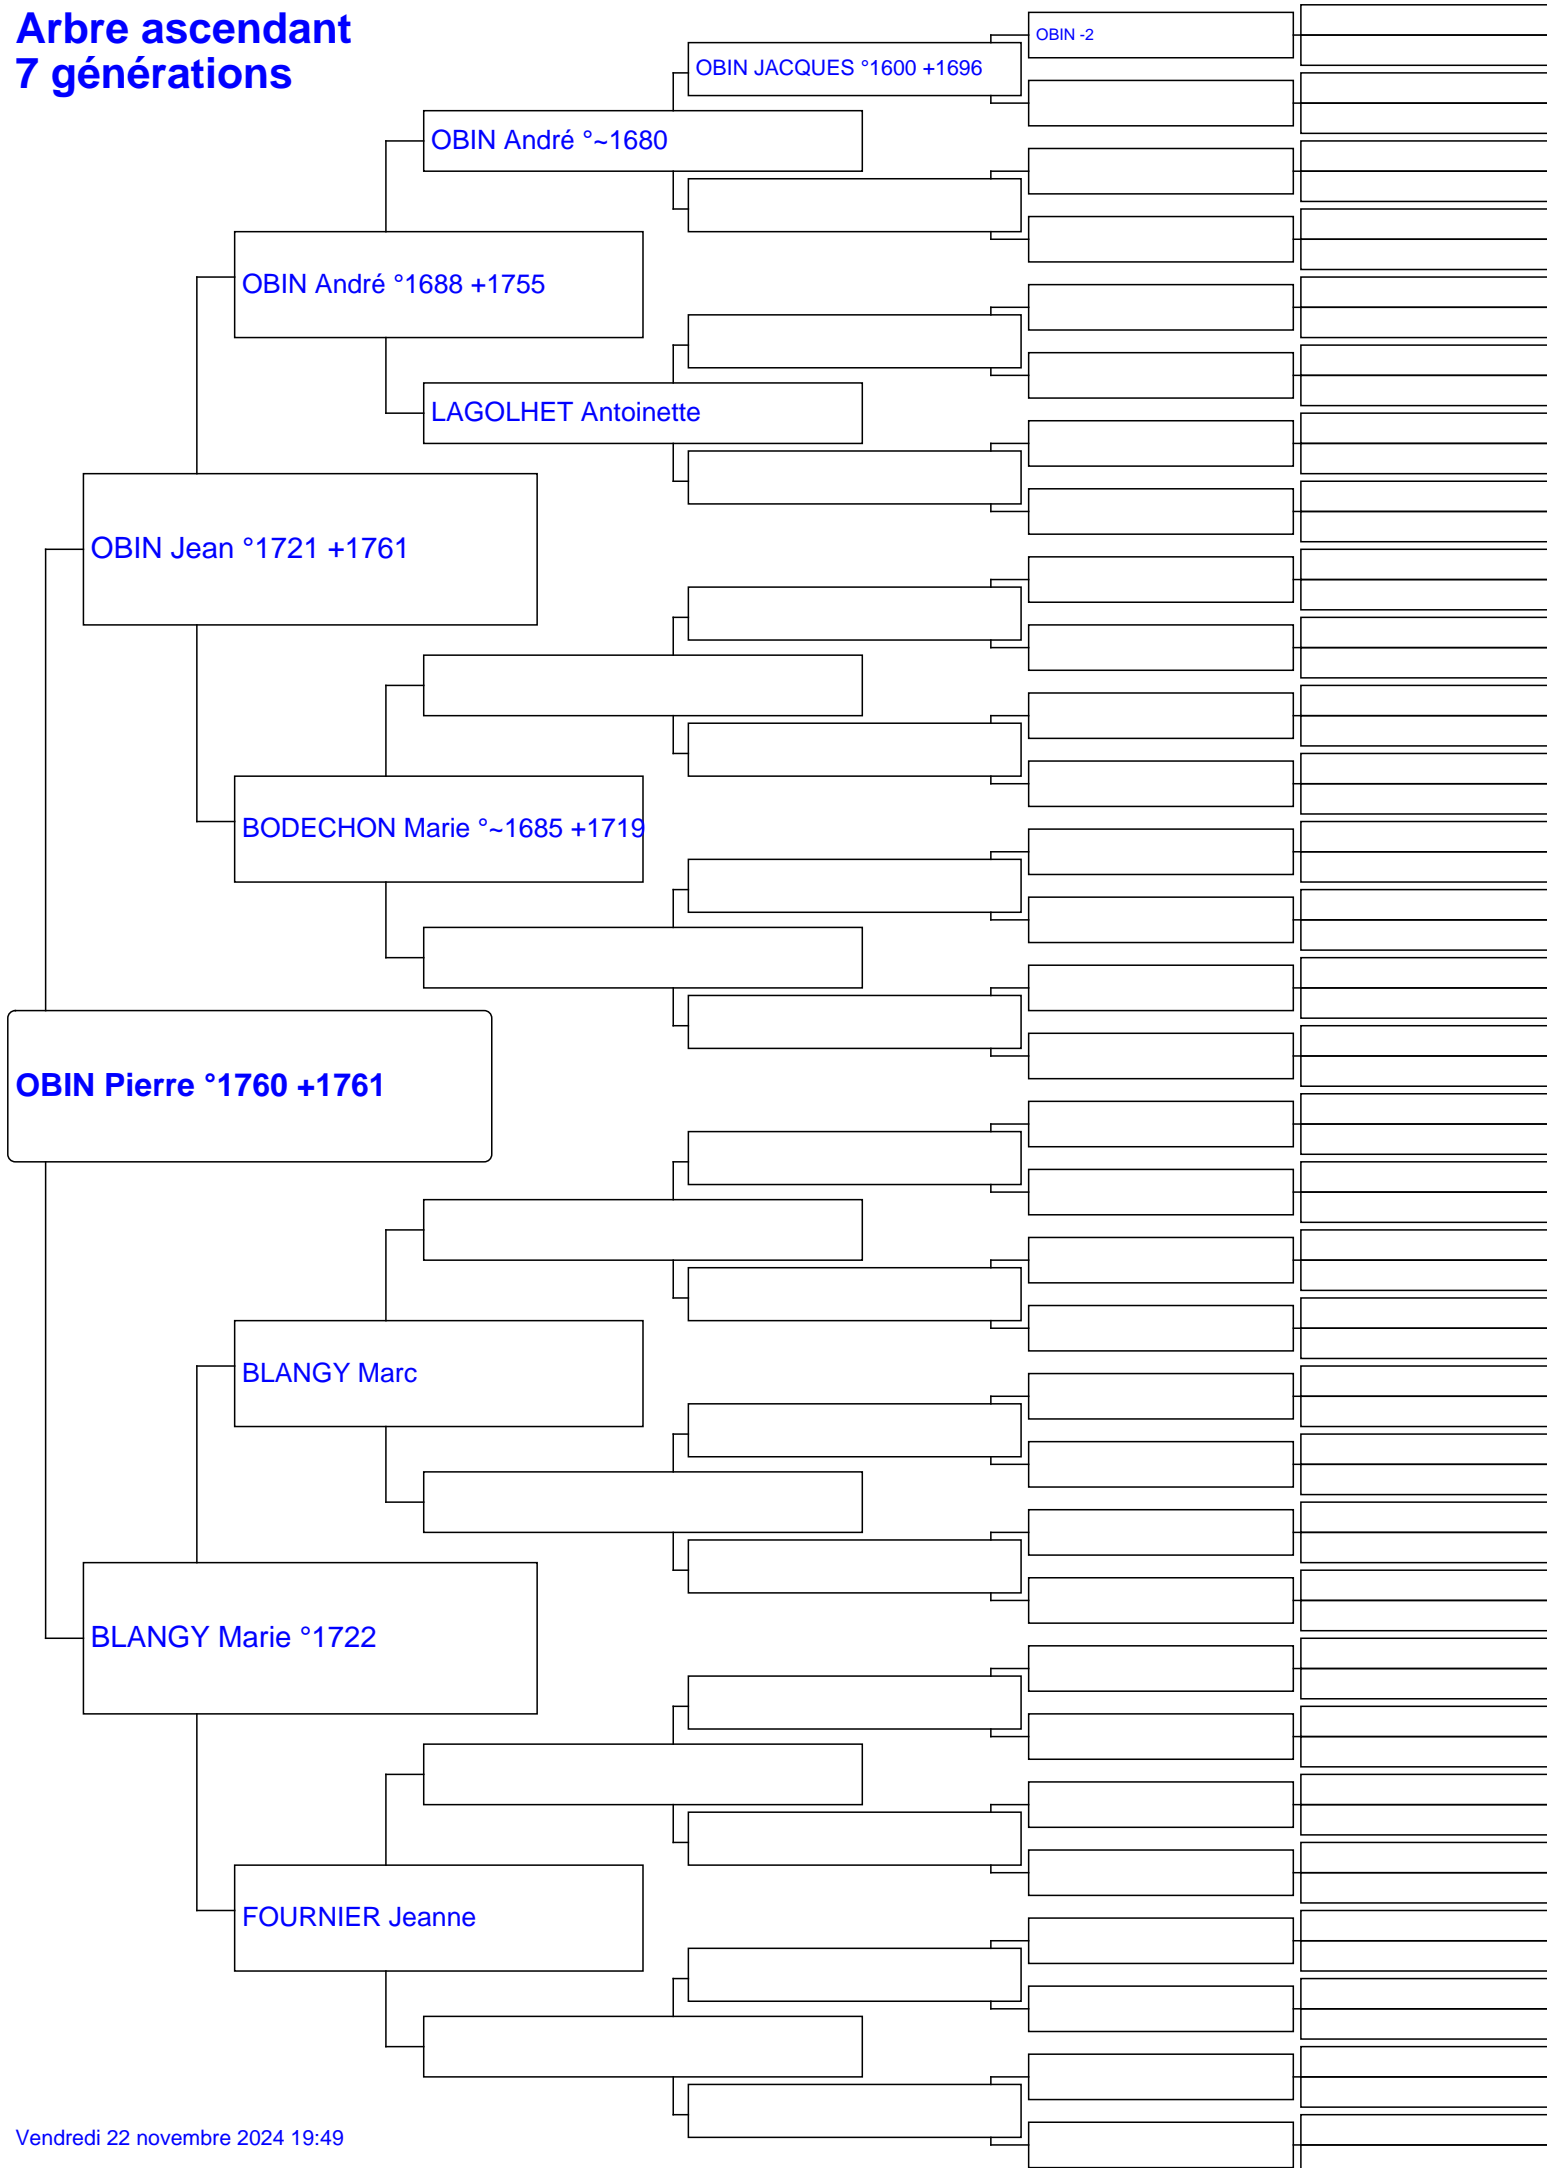 Arbre ascendant
7 générations
OBIN -2
OBIN JACQUES °1600 +1696
OBIN André °~1680
OBIN André °1688 +1755
LAGOLHET Antoinette
OBIN Jean °1721 +1761
BODECHON Marie °~1685 +1719
OBIN Pierre °1760 +1761
BLANGY Marc
BLANGY Marie °1722
FOURNIER Jeanne
Vendredi 22 novembre 2024 19:49